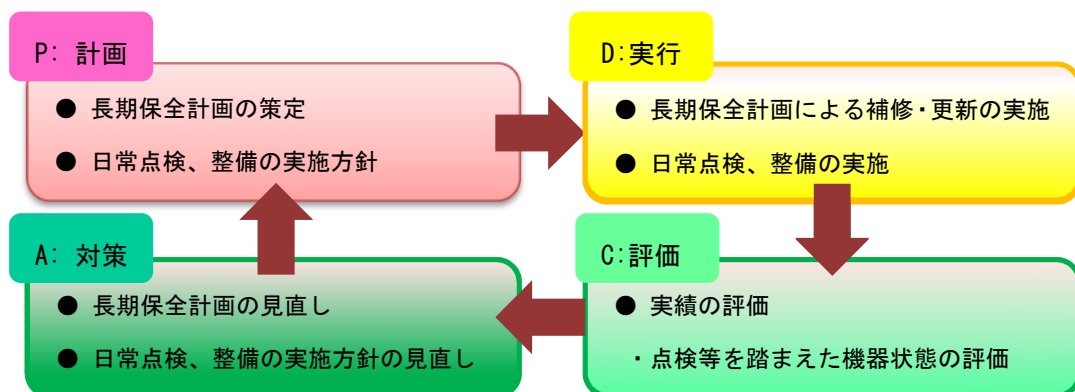 P: 計画
● 長期保全計画の策定
● 日常点検、整備の実施方針
D:実行
● 長期保全計画による補修・更新の実施
● 日常点検、整備の実施
C:評価
● 実績の評価
・点検等を踏まえた機器状態の評価
A: 対策
● 長期保全計画の見直し
● 日常点検、整備の実施方針の見直し